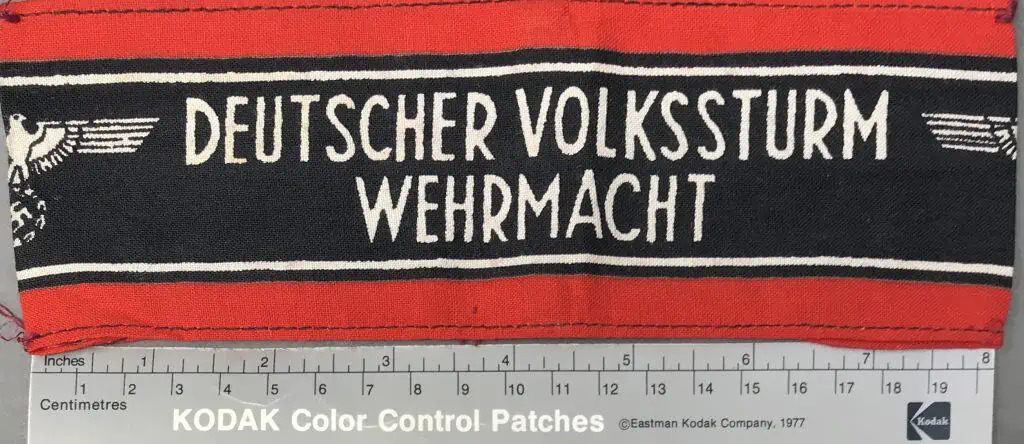 DEUTSCHER VOLKSSTURM
WEHRMACHT
Inches 1 2 3 4 5 6 7 8
1 2 3 4 5 6 7 8 9 10 11 12 13 14 15 16 17 18 19
Centimetres
KODAK Color Control Patches ©Eastman Kodak Company, 1977 Kodak